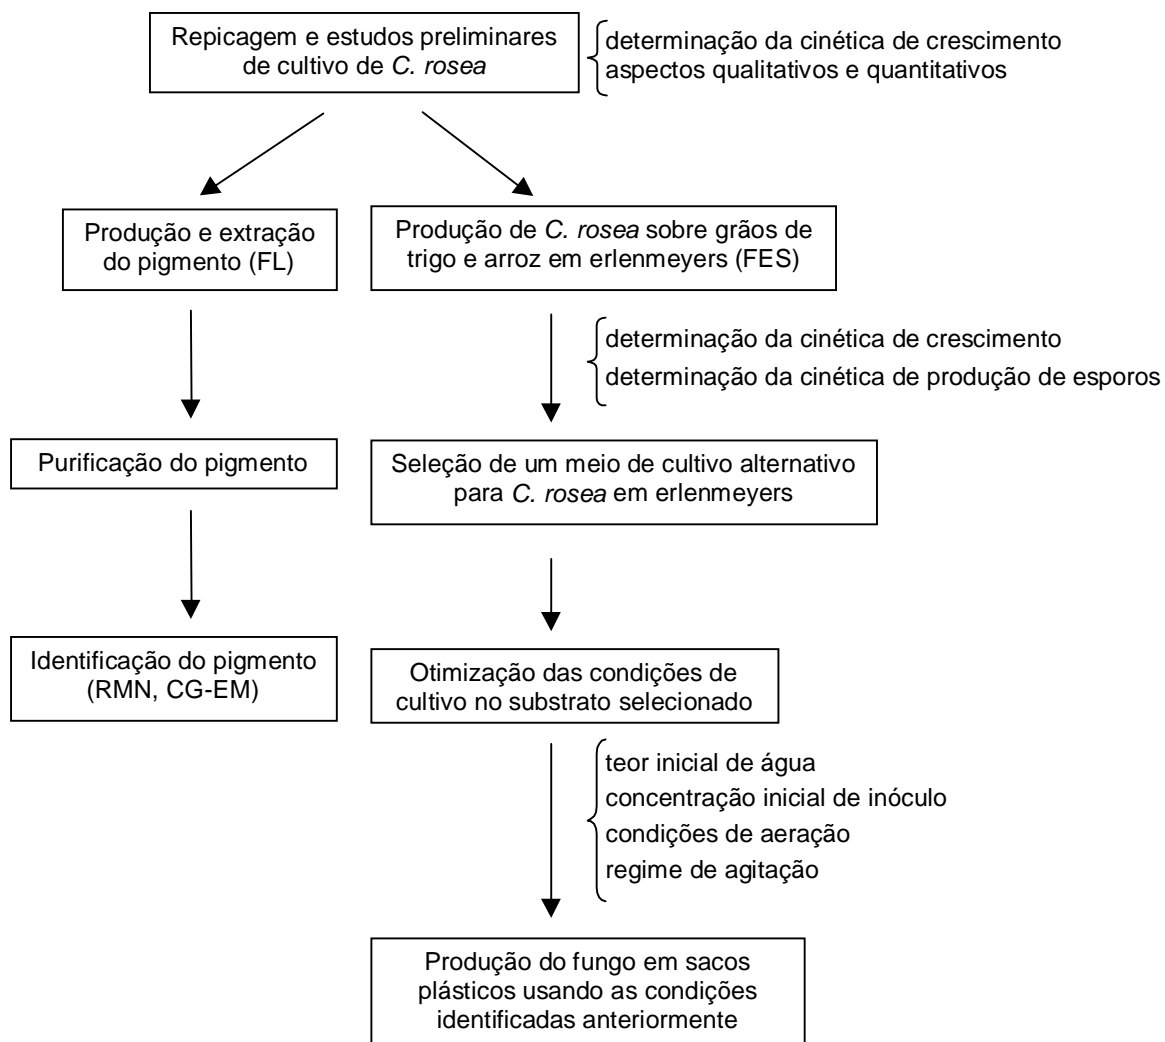 Repicagem e estudos preliminares
de cultivo de C. rosea
determinação da cinética de crescimento
aspectos qualitativos e quantitativos
Produção e extração
do pigmento (FL)
Produção de C. rosea sobre grãos de
trigo e arroz em erlenmeyers (FES)
determinação da cinética de crescimento
determinação da cinética de produção de esporos
Purificação do pigmento
Seleção de um meio de cultivo alternativo
para C. rosea em erlenmeyers
Identificação do pigmento
(RMN, CG-EM)
Otimização das condições de
cultivo no substrato selecionado
teor inicial de água
concentração inicial de inóculo
condições de aeração
regime de agitação
Produção do fungo em sacos
plásticos usando as condições
identificadas anteriormente